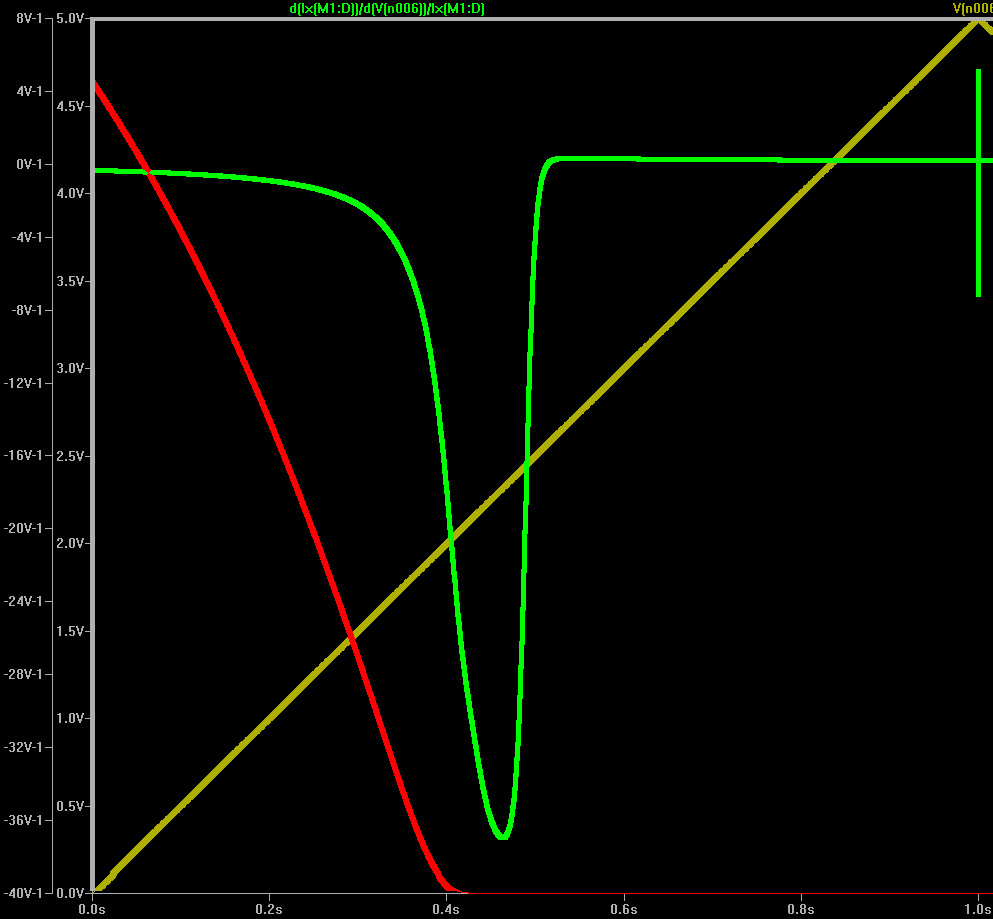 d(Ix(M1:D))/d(V(n006))/Ix(M1:D)
V(n006
8V-1
4V-1
0V-1
-4V-1
-8V-1
-12V-1
-16V-1
-20V-1
-24V-1
-28V-1
-32V-1
-36V-1
-40V-1
5.0V
4.5V
4.0V
3.5V
3.0V
2.5V
2.0V
1.5V
1.0V
0.5V
0.0V
0.0s 0.2s 0.4s 0.6s 0.8s 1.0s